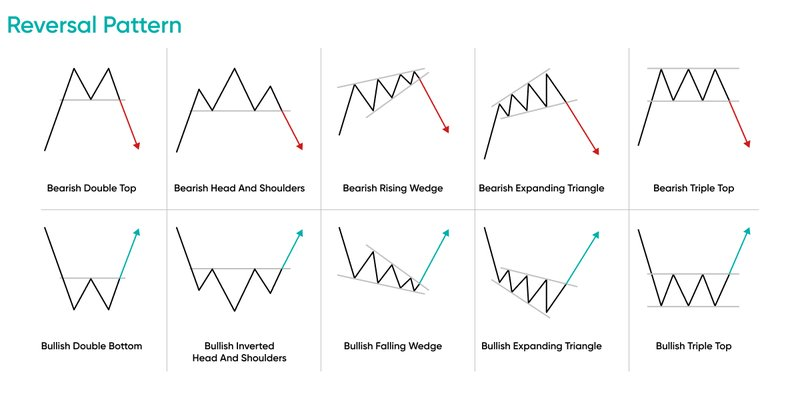 Reversal Pattern
Bearish Double Top
Bearish Head And Shoulders
Bearish Rising Wedge
Bearish Expanding Triangle
Bearish Triple Top
Bullish Double Bottom
Bullish Inverted
Head And Shoulders
Bullish Falling Wedge
Bullish Expanding Triangle
Bullish Triple Top